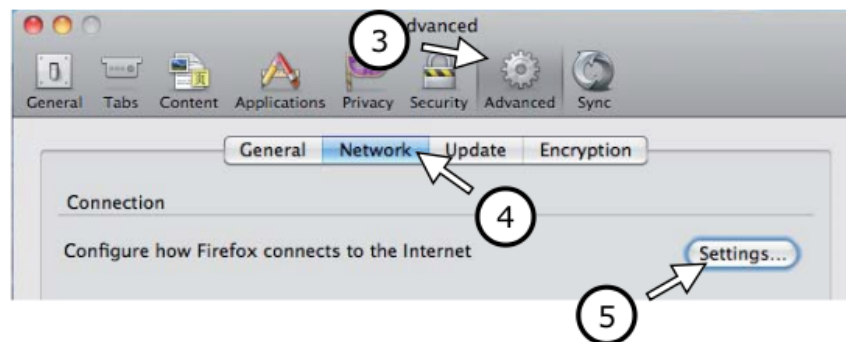 3
dvanced
General Tabs Content Applications Privacy Security Advanced Sync
General Network Update Encryption
4
Connection
Configure how Firefox connects to the Internet
Settings...
5